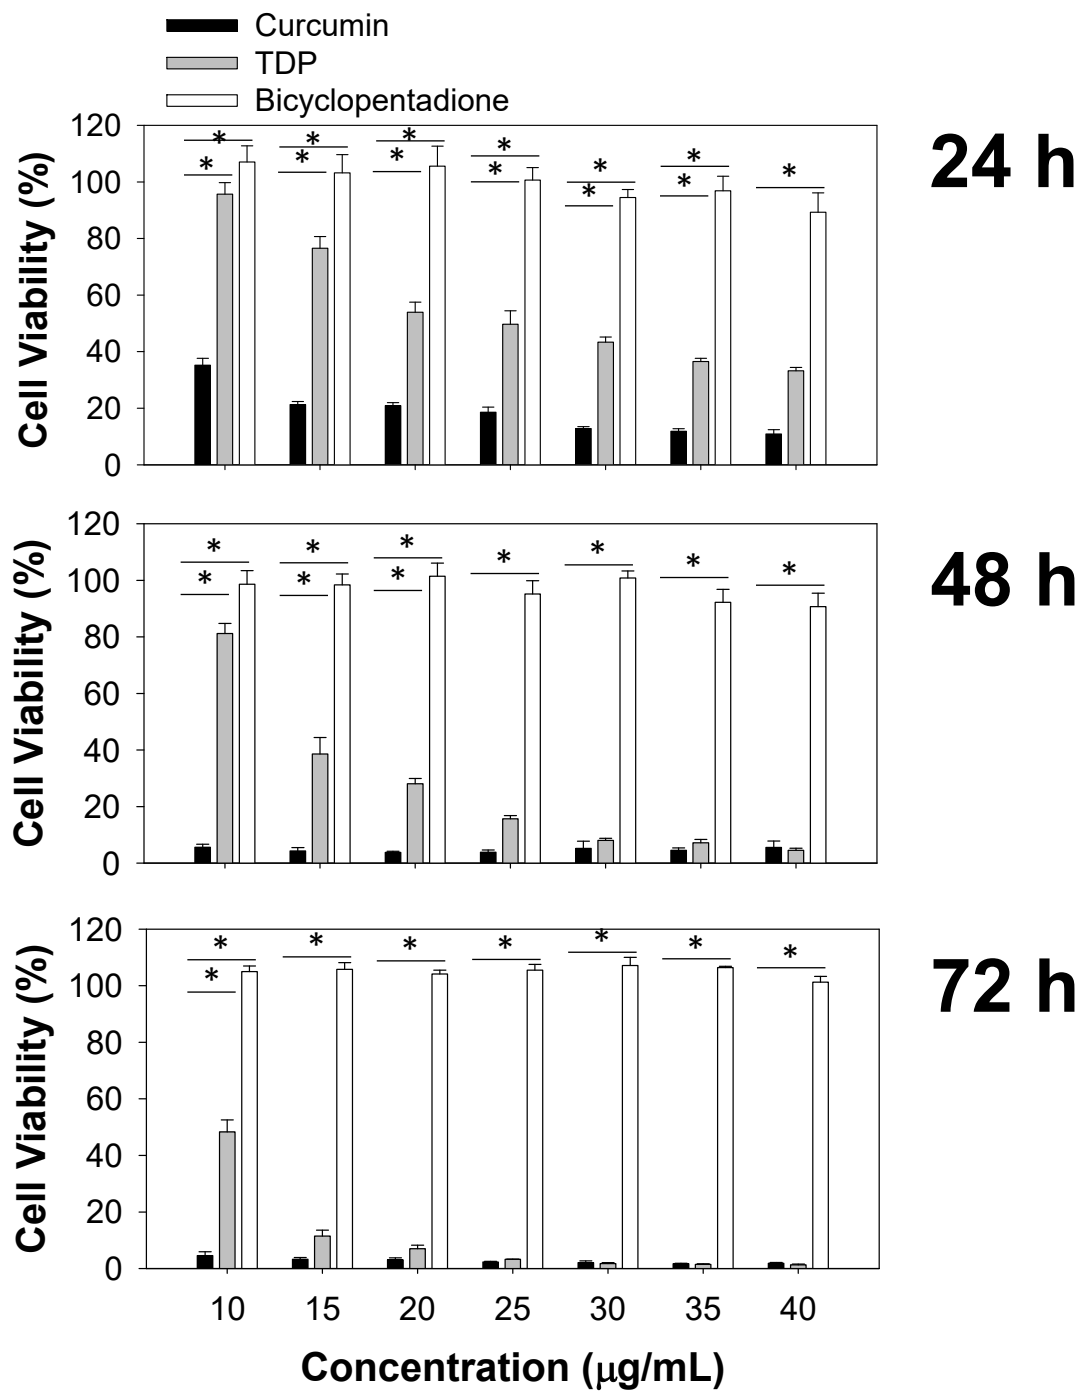 Curcumin
TDP
Bicyclopentadione
24 h
Cell Viability (%)
120
100
80
60
40
20
0
* * * * * * *
* * * * * *
48 h
Cell Viability (%)
120
100
80
60
40
20
0
* * * * * * *
* * *
72 h
Cell Viability (%)
120
100
80
60
40
20
0
* * * * * * *
*
10 15 20 25 30 35 40
Concentration (μg/mL)